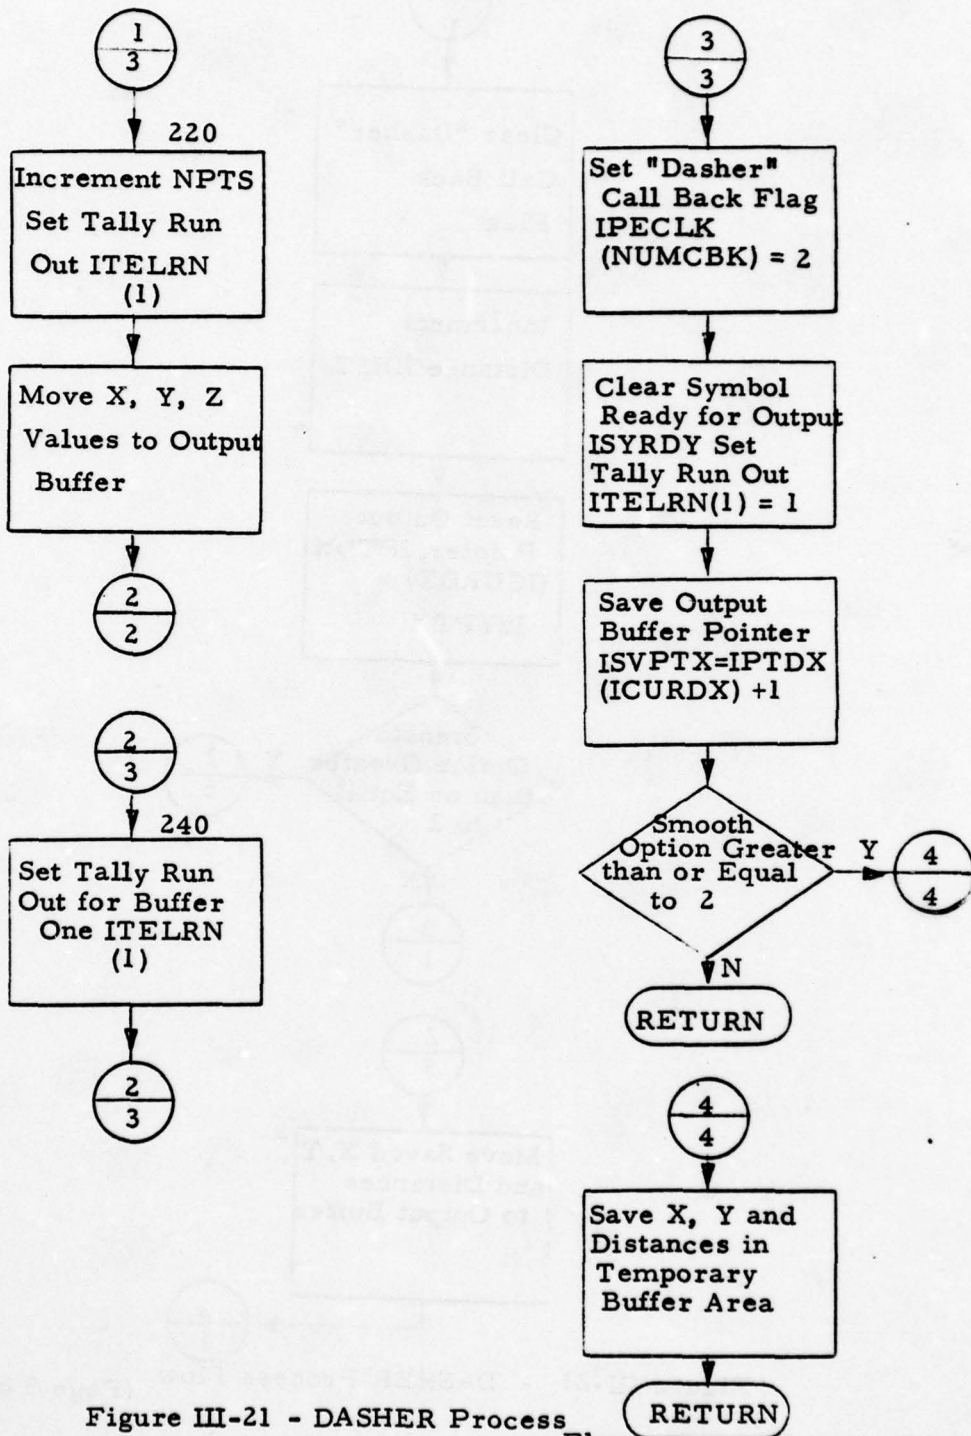 1
3
220
Increment NPTS
Set Tally Run
Out ITELRN
(1)
Move X, Y, Z
Values to Output
Buffer
2
2
2
3
240
Set Tally Run
Out for Buffer
One ITELRN
(1)
2
3
3
3
Set "Dasher"
Call Back Flag
IPECLK
(NUMCBK) = 2
Clear Symbol
Ready for Output
ISYRDY Set
Tally Run Out
ITELRN(1) = 1
Save Output
Buffer Pointer
ISVPTX=IPTDX
(ICURDX) +1
Smooth
Option Greater
than or Equal
to 2
Y
4
4
N
RETURN
4
4
Save X, Y and
Distances in
Temporary
Buffer Area
RETURN
Figure III-21 - DASHER Process